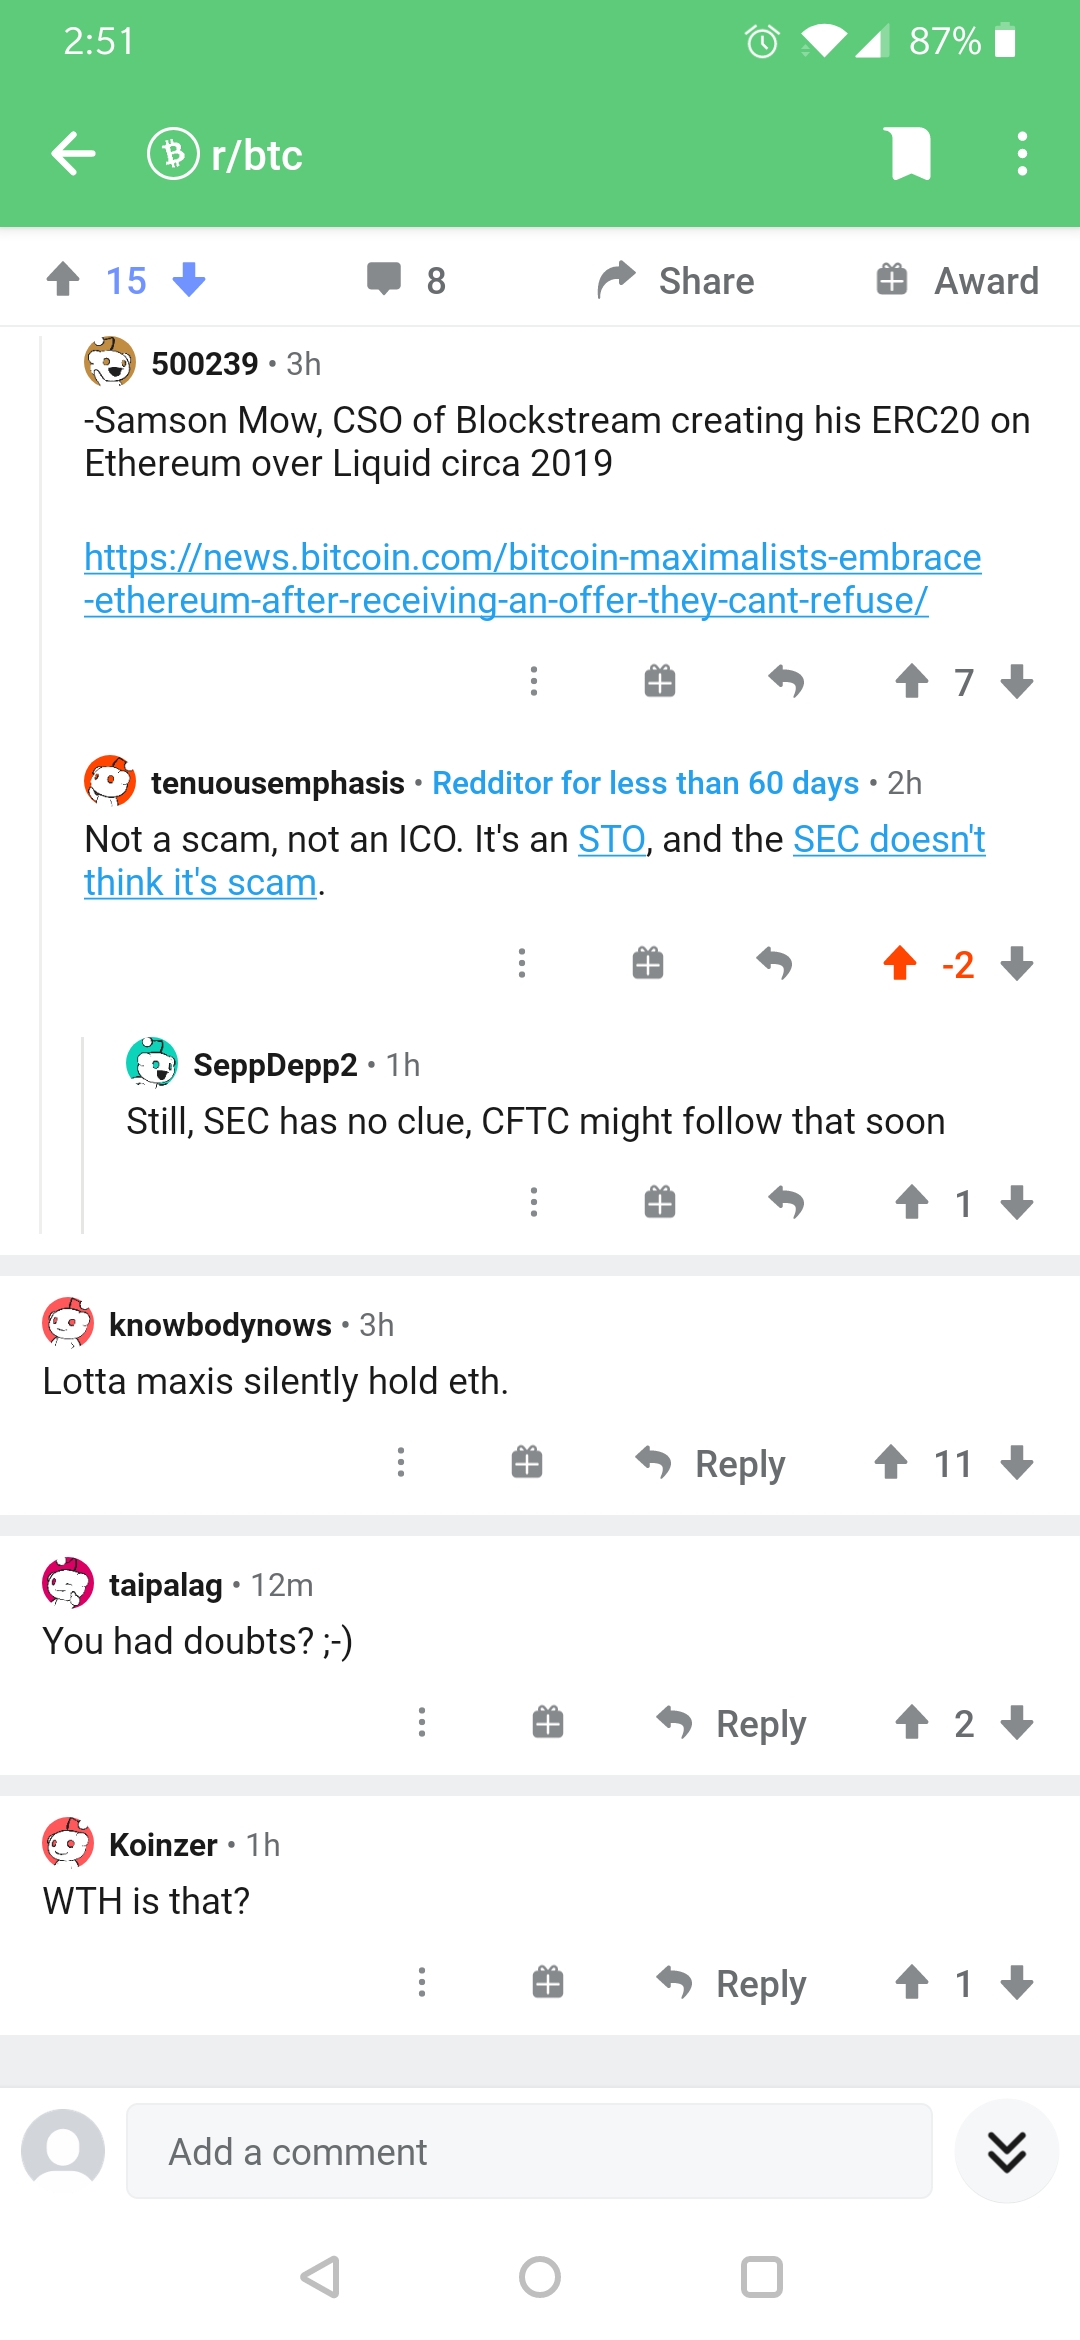 2:51
87%
r/btc
15
8
Share
Award
500239 • 3h
-Samson Mow, CSO of Blockstream creating his ERC20 on
Ethereum over Liquid circa 2019
https://news.bitcoin.com/bitcoin-maximalists-embrace
-ethereum-after-receiving-an-offer-they-cant-refuse/
7
tenuousemphasis • Redditor for less than 60 days • 2h
Not a scam, not an ICO. It's an STO, and the SEC doesn't
think it's scam.
-2
SeppDepp2 • 1h
Still, SEC has no clue, CFTC might follow that soon
1
knowbodynows • 3h
Lotta maxis silently hold eth.
Reply
11
taipalag • 12m
You had doubts? ;-)
Reply
2
Koinzer • 1h
WTH is that?
Reply
1
Add a comment